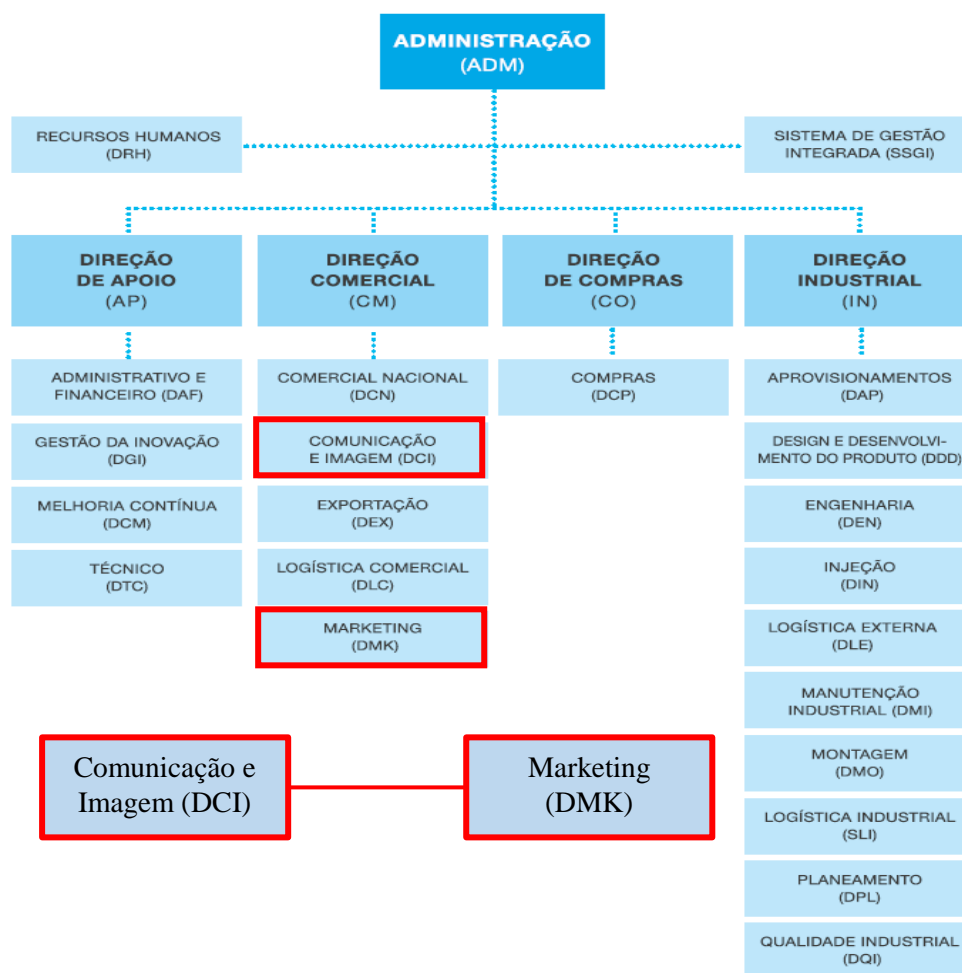 ADMINISTRAÇÃO
(ADM)
RECURSOS HUMANOS
(DRH)
SISTEMA DE GESTÃO
INTEGRADA (SSGI)
DIREÇÃO
DE APOIO
(AP)
DIREÇÃO
COMERCIAL
(CM)
DIREÇÃO
DE COMPRAS
(CO)
DIREÇÃO
INDUSTRIAL
(IN)
ADMINISTRATIVO E
FINANCEIRO (DAF)
GESTÃO DA INOVAÇÃO
(DGI)
MELHORIA CONTÍNUA
(DCM)
TÉCNICO
(DTC)
COMERCIAL NACIONAL
(DCN)
COMUNICAÇÃO
E IMAGEM (DCI)
EXPORTAÇÃO
(DEX)
LOGÍSTICA COMERCIAL
(DLC)
MARKETING
(DMK)
COMPRAS
(DCP)
APROVISIONAMENTOS
(DAP)
DESIGN E DESENVOLVI-
MENTO DO PRODUTO (DDD)
ENGENHARIA
(DEN)
INJEÇÃO
(DIN)
LOGÍSTICA EXTERNA
(DLE)
MANUTENÇÃO
INDUSTRIAL (DMI)
MONTAGEM
(DMO)
LOGÍSTICA INDUSTRIAL
(SLI)
PLANEAMENTO
(DPL)
QUALIDADE INDUSTRIAL
(DQI)
Comunicação e
Imagem (DCI)
Marketing
(DMK)